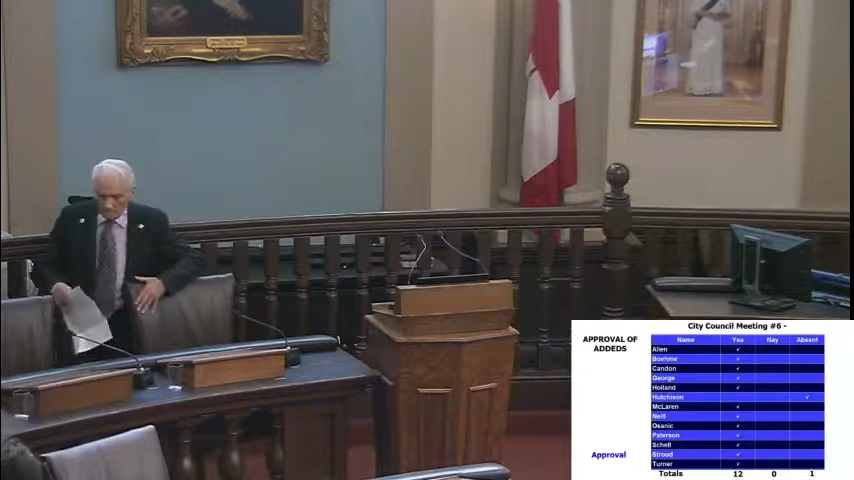 City Council Meeting #6 -
APPROVAL OF
ADDEDS
Name Yea Nay Absent
Allen ✓
Boehme ✓
Candon ✓
George ✓
Holland ✓
Hutchison ✓
McLaren ✓
Neill ✓
Osanic ✓
Paterson ✓
Schell ✓
Stroud ✓
Turner ✓
Approval
Totals 12 0 1